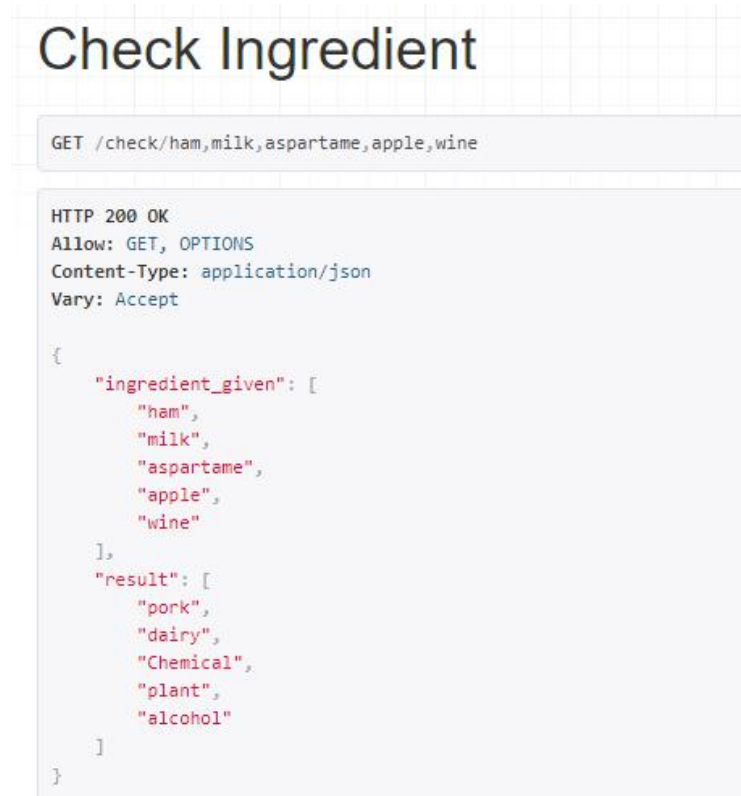 Check Ingredient
GET /check/ham,milk,aspartame,apple,wine
HTTP 200 OK
Allow: GET, OPTIONS
Content-Type: application/json
Vary: Accept
{
"ingredient_given": [
"ham",
"milk",
"aspartame",
"apple",
"wine"
],
"result": [
"pork",
"dairy",
"Chemical",
"plant",
"alcohol"
]
}